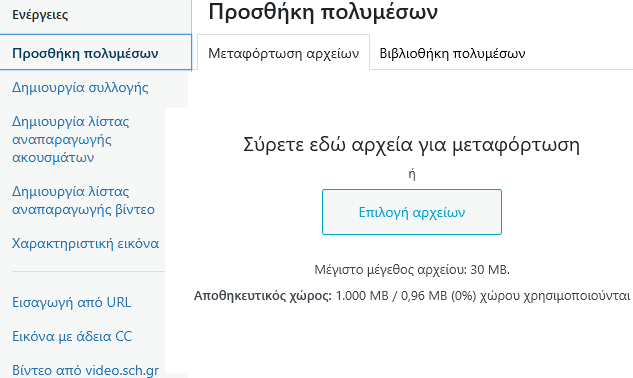 Ενέργειες
Προσθήκη πολυμέσων
Δημιουργία συλλογής
Δημιουργία λίστας
αναπαραγωγής
ακουσμάτων
Δημιουργία λίστας
αναπαραγωγής βίντεο
Χαρακτηριστική εικόνα
Εισαγωγή από URL
Εικόνα με άδεια CC
Βίντεο από video.sch.gr
Προσθήκη πολυμέσων
Μεταφόρτωση αρχείων
Βιβλιοθήκη πολυμέσων
Σύρετε εδώ αρχεία για μεταφόρτωση
ή
Επιλογή αρχείων
Μέγιστο μέγεθος αρχείου: 30 MB.
Αποθηκευτικός χώρος: 1.000 MB / 0,96 MB (0%) χώρου χρησιμοποιούνται